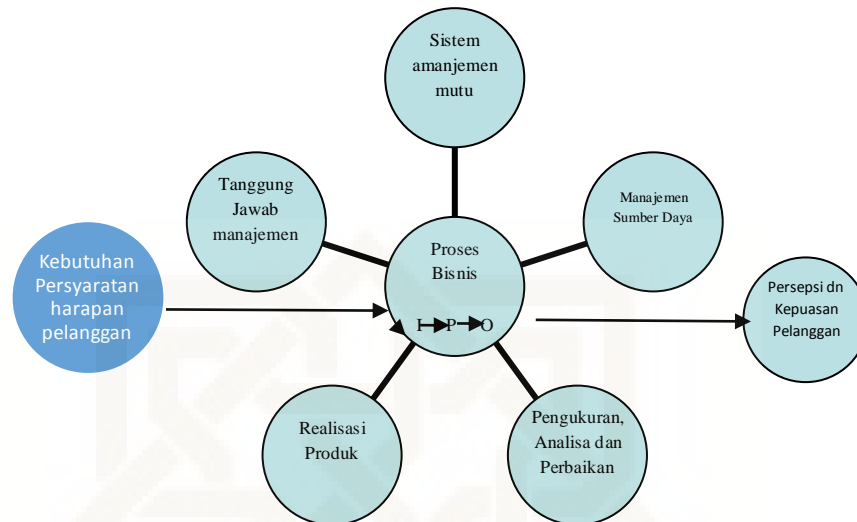 Sistem
amanjemen
mutu
Tanggung
Jawab
manajemen
Manajemen
Sumber Daya
Kebutuhan
Persyaratan
harapan
pelanggan
Proses
Bisnis
I P O
Persepsi dn
Kepuasan
Pelanggan
Realisasi
Produk
Pengukuran,
Analisa dan
Perbaikan